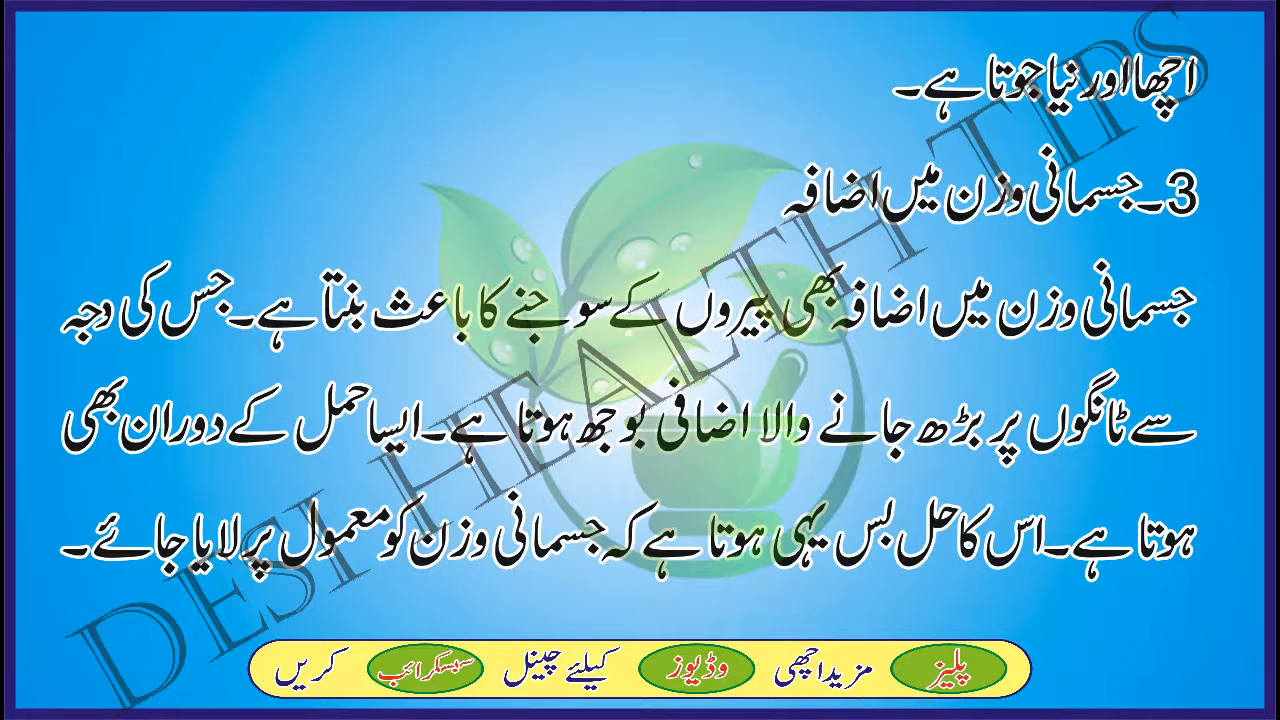 اچھا اور نیا جوتا ہے۔
3۔جسمانی وزن میں اضافہ
جسمانی وزن میں اضافہ بھی پیروں کے سوجنے کا باعث بنتا ہے۔جس کی وجہ
سے ٹانگوں پر بڑھ جانے والا اضافی بوجھ ہوتا ہے۔ایسا حمل کے دوران بھی
ہوتا ہے۔اس کا حل بس یہی ہوتا ہے کہ جسمانی وزن کو معمول پر لایا جائے۔
DESI HEALTH TIPS
پلیز مزید اچھی وڈیوز کیلئے چینل سبسکرائب کریں